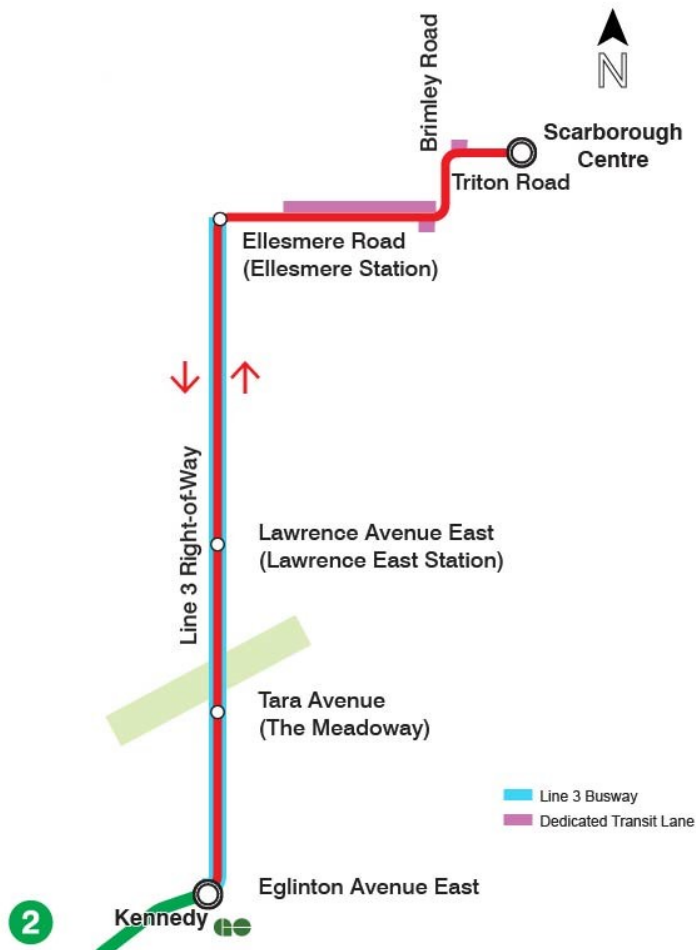 Brimley Road
N
Scarborough
Centre
Triton Road
Ellesmere Road
(Ellesmere Station)
Line 3 Right-of-Way
Lawrence Avenue East
(Lawrence East Station)
Tara Avenue
(The Meadoway)
Line 3 Busway
Dedicated Transit Lane
Eglinton Avenue East
2
Kennedy
GO